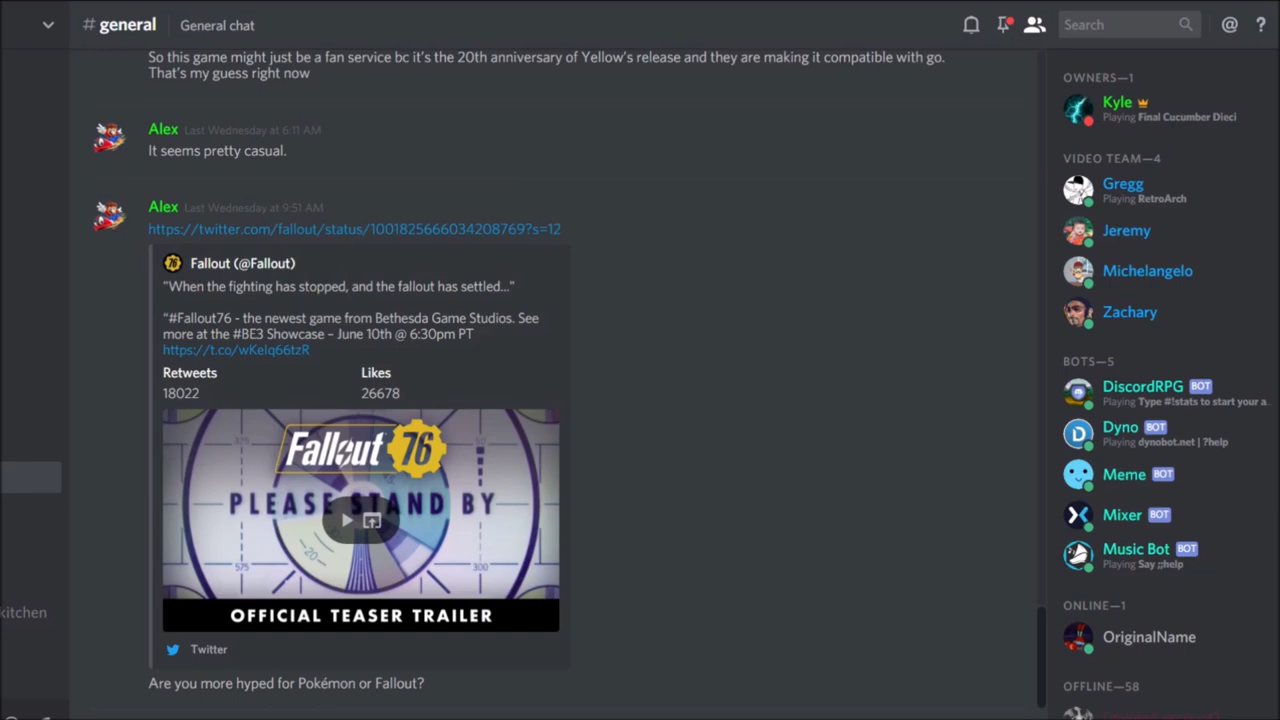 # general
General chat
Search
@
?
So this game might just be a fan service bc it's the 20th anniversary of Yellow's release and they are making it compatible with go.
That's my guess right now
Alex Last Wednesday at 6:11 AM
It seems pretty casual.
Alex Last Wednesday at 9:51 AM
https://twitter.com/fallout/status/1001825666034208769?s=12
76
Fallout (@Fallout)
"When the fighting has stopped, and the fallout has settled..."
"#Fallout76 - the newest game from Bethesda Game Studios. See
more at the #BE3 Showcase – June 10th @ 6:30pm PT
https://t.co/wKeIq66tzR
Retweets Likes
18022 26678
Fallout 76
PLEASE STAND BY
20
575 300
OFFICIAL TEASER TRAILER
Twitter
Are you more hyped for Pokémon or Fallout?
kitchen
OWNERS—1
Kyle
Playing Final Cucumber Dieci
VIDEO TEAM—4
Gregg
Playing RetroArch
Jeremy
Michelangelo
Zachary
BOTS—5
DiscordRPG BOT
Playing Type #!stats to start your a...
Dyno BOT
Playing dynobot.net | ?help
Meme BOT
Mixer BOT
Music Bot BOT
Playing Say ;;help
ONLINE—1
OriginalName
OFFLINE—58